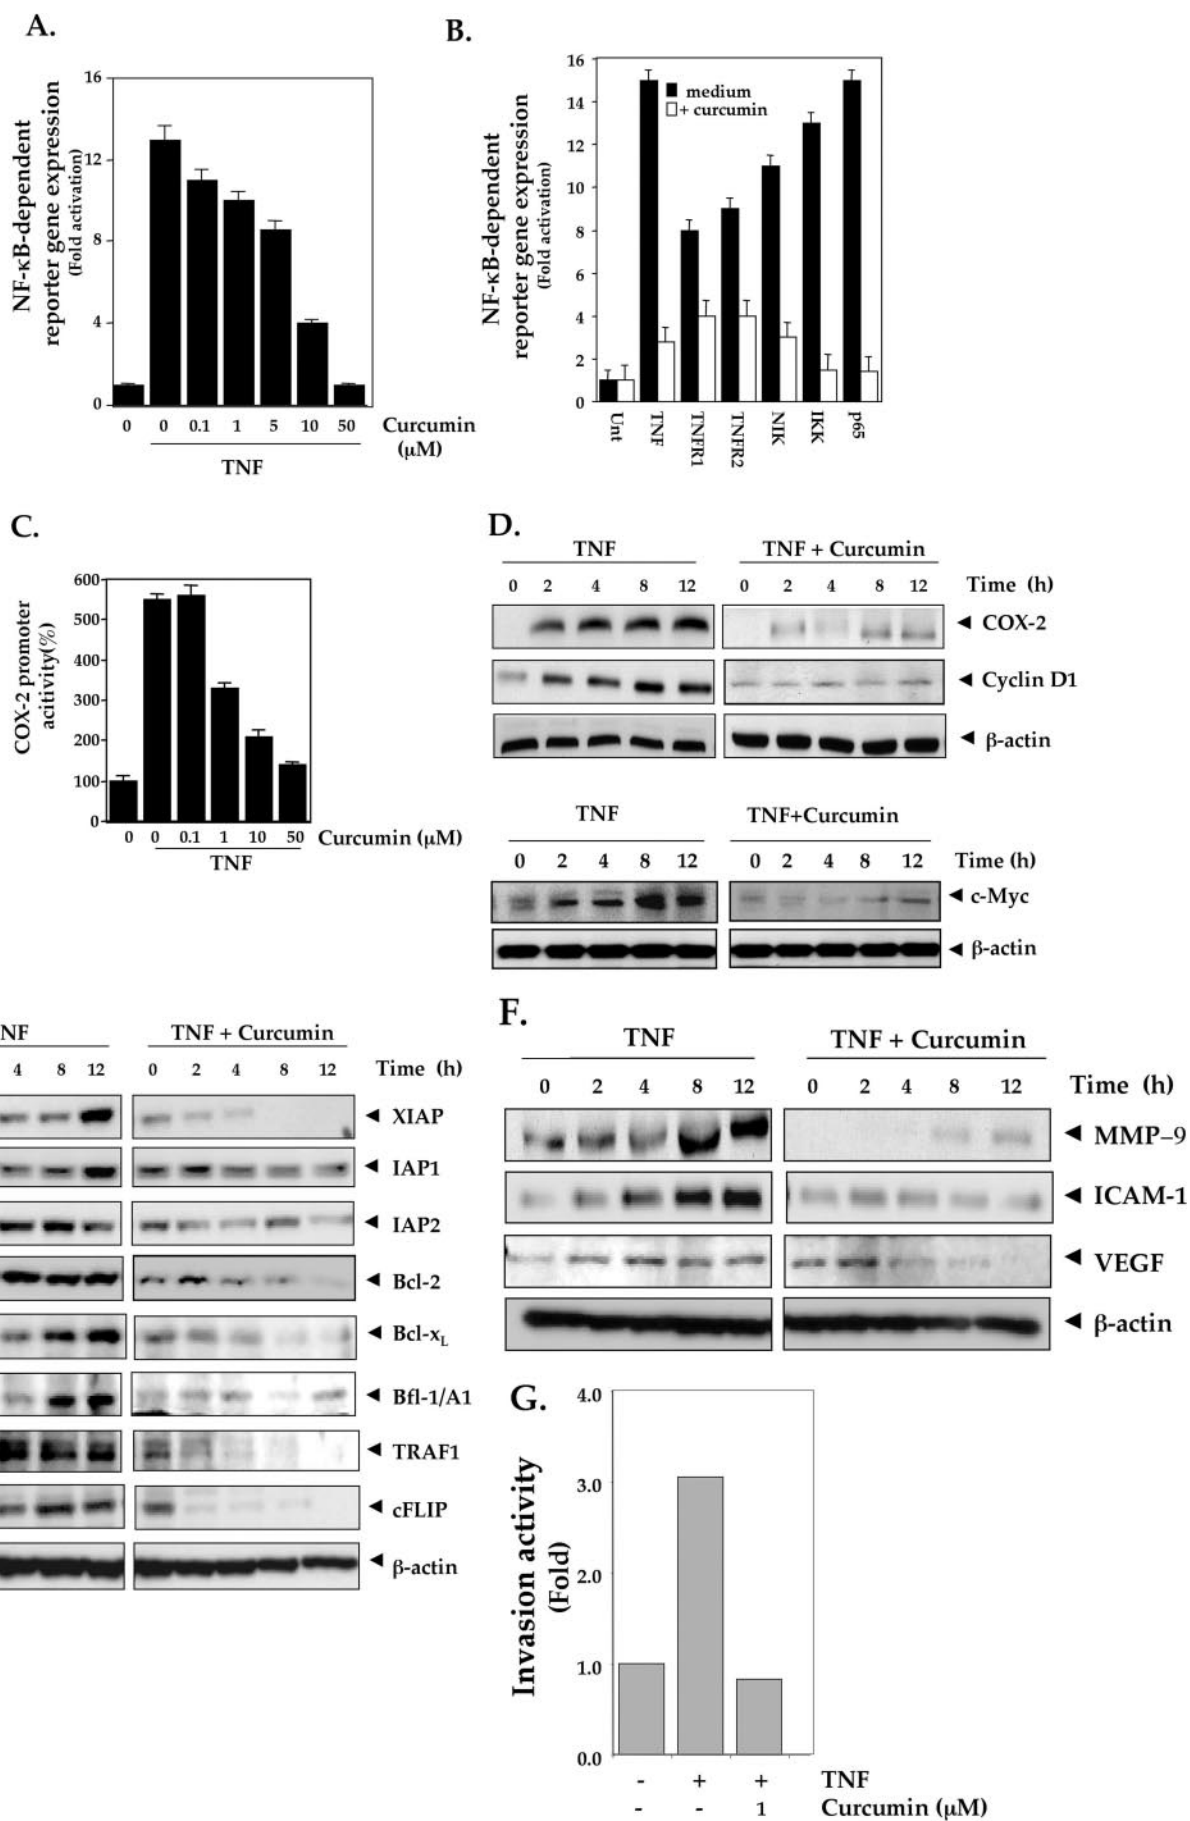 A.
NF-κB-dependent
reporter gene expression
(Fold activation)
16
12
8
4
0
0 0 0.1 1 5 10 50 Curcumin
(μM)
TNF
B.
NF-κB-dependent
reporter gene expression
(Fold activation)
16
14
12
10
8
6
4
2
0
medium
+ curcumin
Unt TNF TNFR1 TNFR2 NIK IKK p65
C.
COX-2 promoter
acitivity(%)
600
500
400
300
200
100
0
0 0 0.1 1 10 50 Curcumin (μM)
TNF
D.
TNF TNF + Curcumin
0 2 4 8 12 0 2 4 8 12 Time (h)
COX-2
Cyclin D1
β-actin
TNF TNF+Curcumin
0 2 4 8 12 0 2 4 8 12 Time (h)
c-Myc
β-actin
NF TNF + Curcumin
4 8 12 0 2 4 8 12 Time (h)
XIAP
IAP1
IAP2
Bcl-2
Bcl-xL
Bfl-1/A1
TRAF1
cFLIP
β-actin
F.
TNF TNF + Curcumin
0 2 4 8 12 0 2 4 8 12 Time (h)
MMP–9
ICAM-1
VEGF
β-actin
G.
Invasion activity
(Fold)
4.0
3.0
2.0
1.0
0.0
- + + TNF
- - 1 Curcumin (μM)